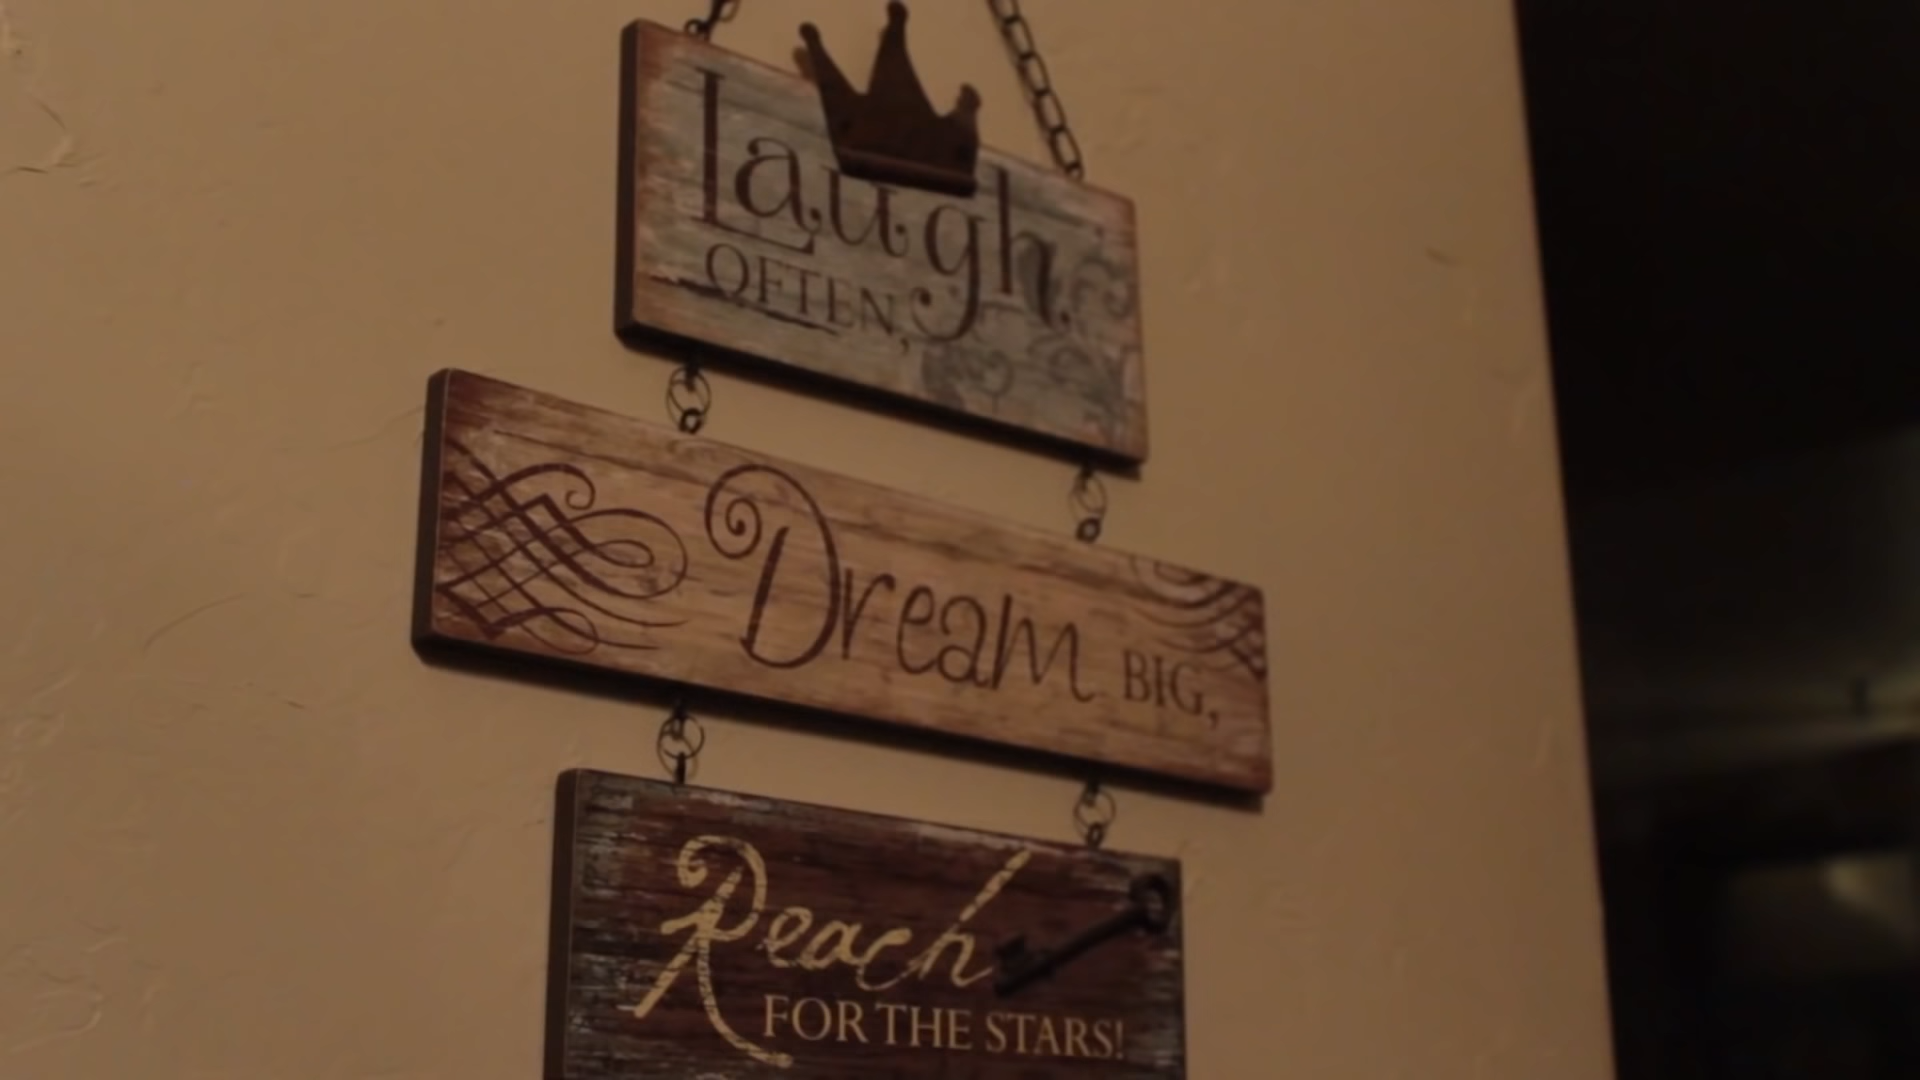 Laugh
OFTEN,
Dream BIG,
Reach
FOR THE STARS!